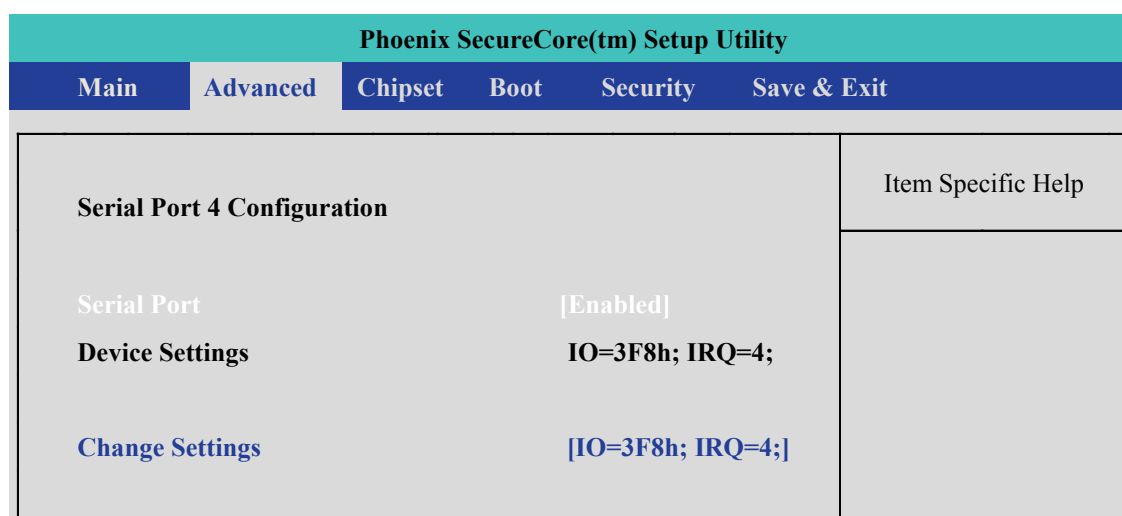 Phoenix SecureCore(tm) Setup Utility
Main Advanced Chipset Boot Security Save & Exit
Serial Port 4 Configuration
Item Specific Help
Serial Port [Enabled]
Device Settings IO=3F8h; IRQ=4;
Change Settings [IO=3F8h; IRQ=4;]